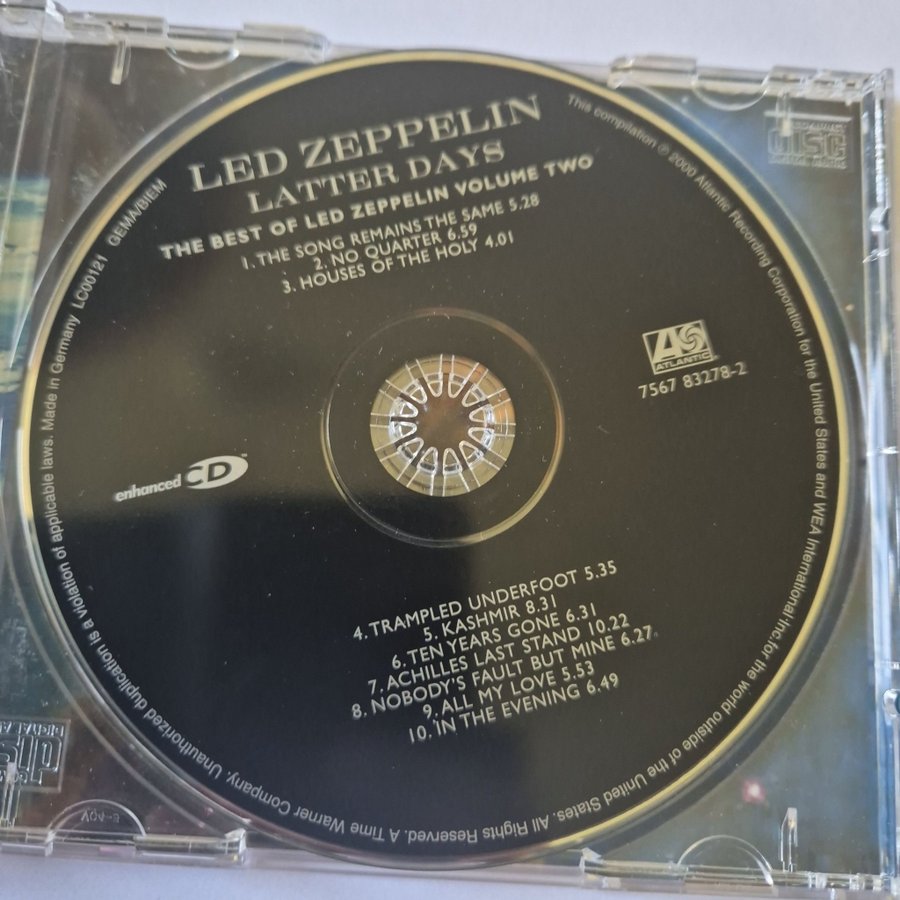 LED ZEPPELIN
LATTER DAYS
THE BEST OF LED ZEPPELIN VOLUME TWO
1. THE SONG REMAINS THE SAME 5.28
2. NO QUARTER 6.59
3. HOUSES OF THE HOLY 4.01
ATLANTIC
7567 83278-2
enhanced CD™
4. TRAMPLED UNDERFOOT 5.35
5. KASHMIR 8.31
6. TEN YEARS GONE 6.31
7. ACHILLES LAST STAND 10.22
8. NOBODY'S FAULT BUT MINE 6.27
9. ALL MY LOVE 5.53
10. IN THE EVENING 6.49
This compilation ℗ 2000 Atlantic Recording Corporation for the United States and WEA International Inc. for the world outside of the United States. All Rights Reserved. A Time Warner Company. Unauthorized duplication is a violation of applicable laws. Made in Germany LC00121 GEMA/BIEM
disc
DIGITAL AUDIO
disc